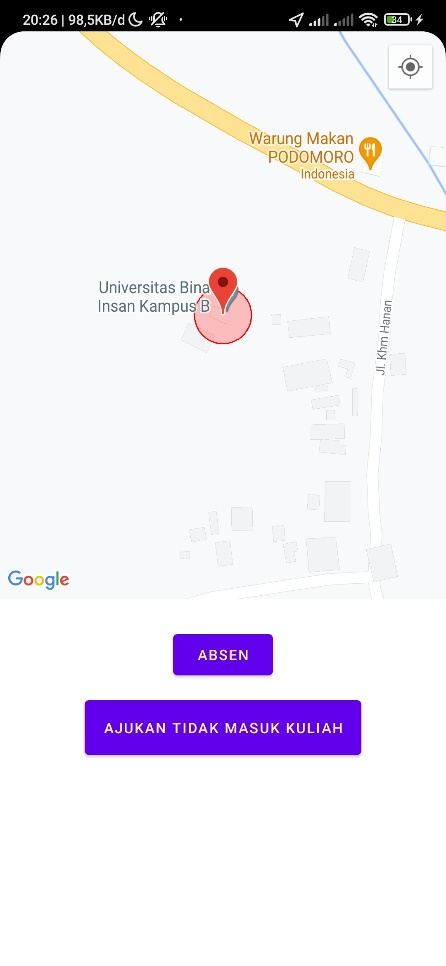 20:26 | 98,5KB/d
84
Warung Makan
PODOMORO
Indonesia
Universitas Bina
Insan Kampus B
Jl. Khm Hanan
Google
ABSEN
AJUKAN TIDAK MASUK KULIAH